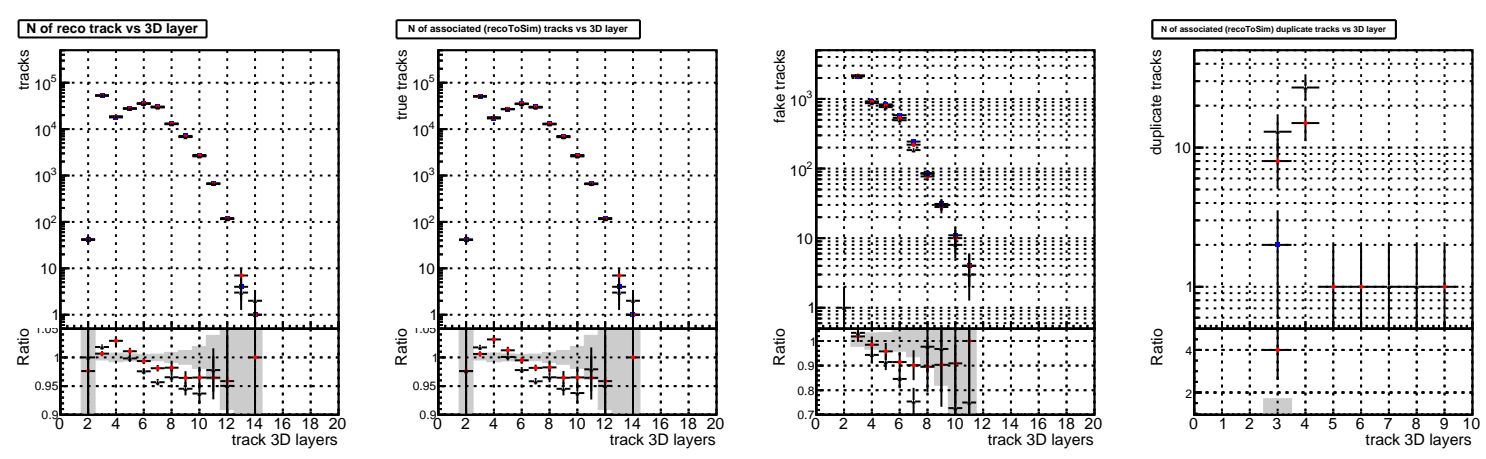 N of reco track vs 3D layer
tracks
10^5
10^4
10^3
10^2
10
1
Ratio
1.05
1
0.95
0.9
0 2 4 6 8 10 12 14 16 18 20
track 3D layers
N of associated (recoToSim) tracks vs 3D layer
true tracks
10^5
10^4
10^3
10^2
10
1
Ratio
1.05
1
0.95
0.9
0 2 4 6 8 10 12 14 16 18 20
track 3D layers
fake tracks
10^3
10^2
10
1
Ratio
1
0.9
0.8
0.7
0 2 4 6 8 10 12 14 16 18 20
track 3D layers
N of associated (recoToSim) duplicate tracks vs 3D layer
duplicate tracks
10
1
Ratio
4
2
0 1 2 3 4 5 6 7 8 9 10
track 3D layers